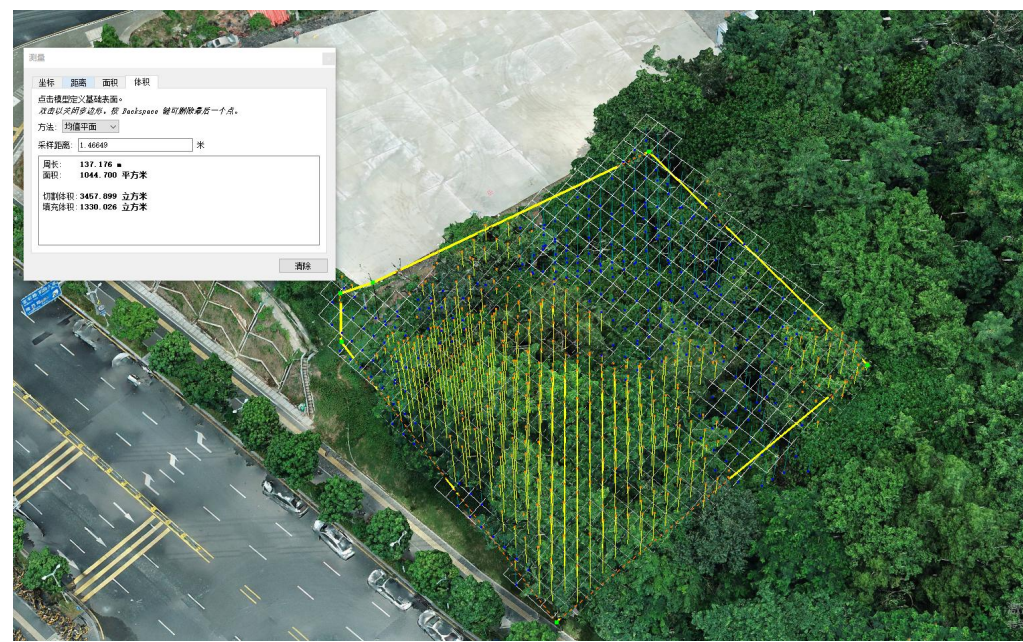 测量
坐标 距离 面积 体积
点击模型定义基础表面。
双击以关闭多边形，按 Backspace 键可删除最后一个点。
方法: 均值平面
采样距离: 1.46649 米
周长: 137.176 m
面积: 1044.700 平方米
切割体积: 3457.899 立方米
填充体积: 1330.026 立方米
清除